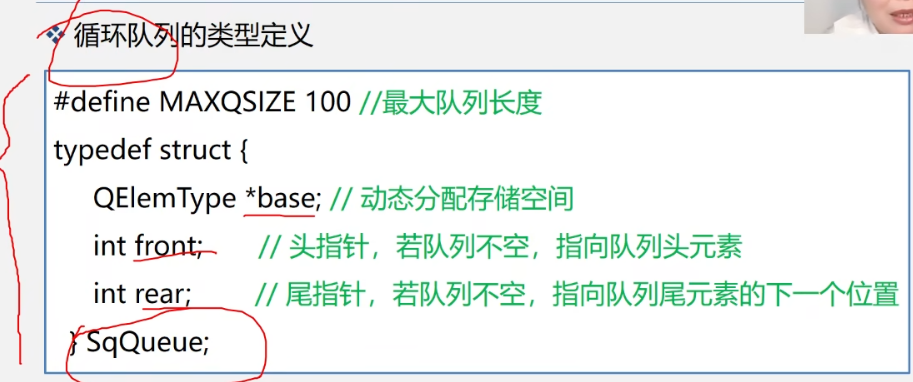 循环队列的类型定义
#define MAXQSIZE 100 //最大队列长度
typedef struct {
QElemType *base; // 动态分配存储空间
int front; // 头指针，若队列不空，指向队列头元素
int rear; // 尾指针，若队列不空，指向队列尾元素的下一个位置
} SqQueue;